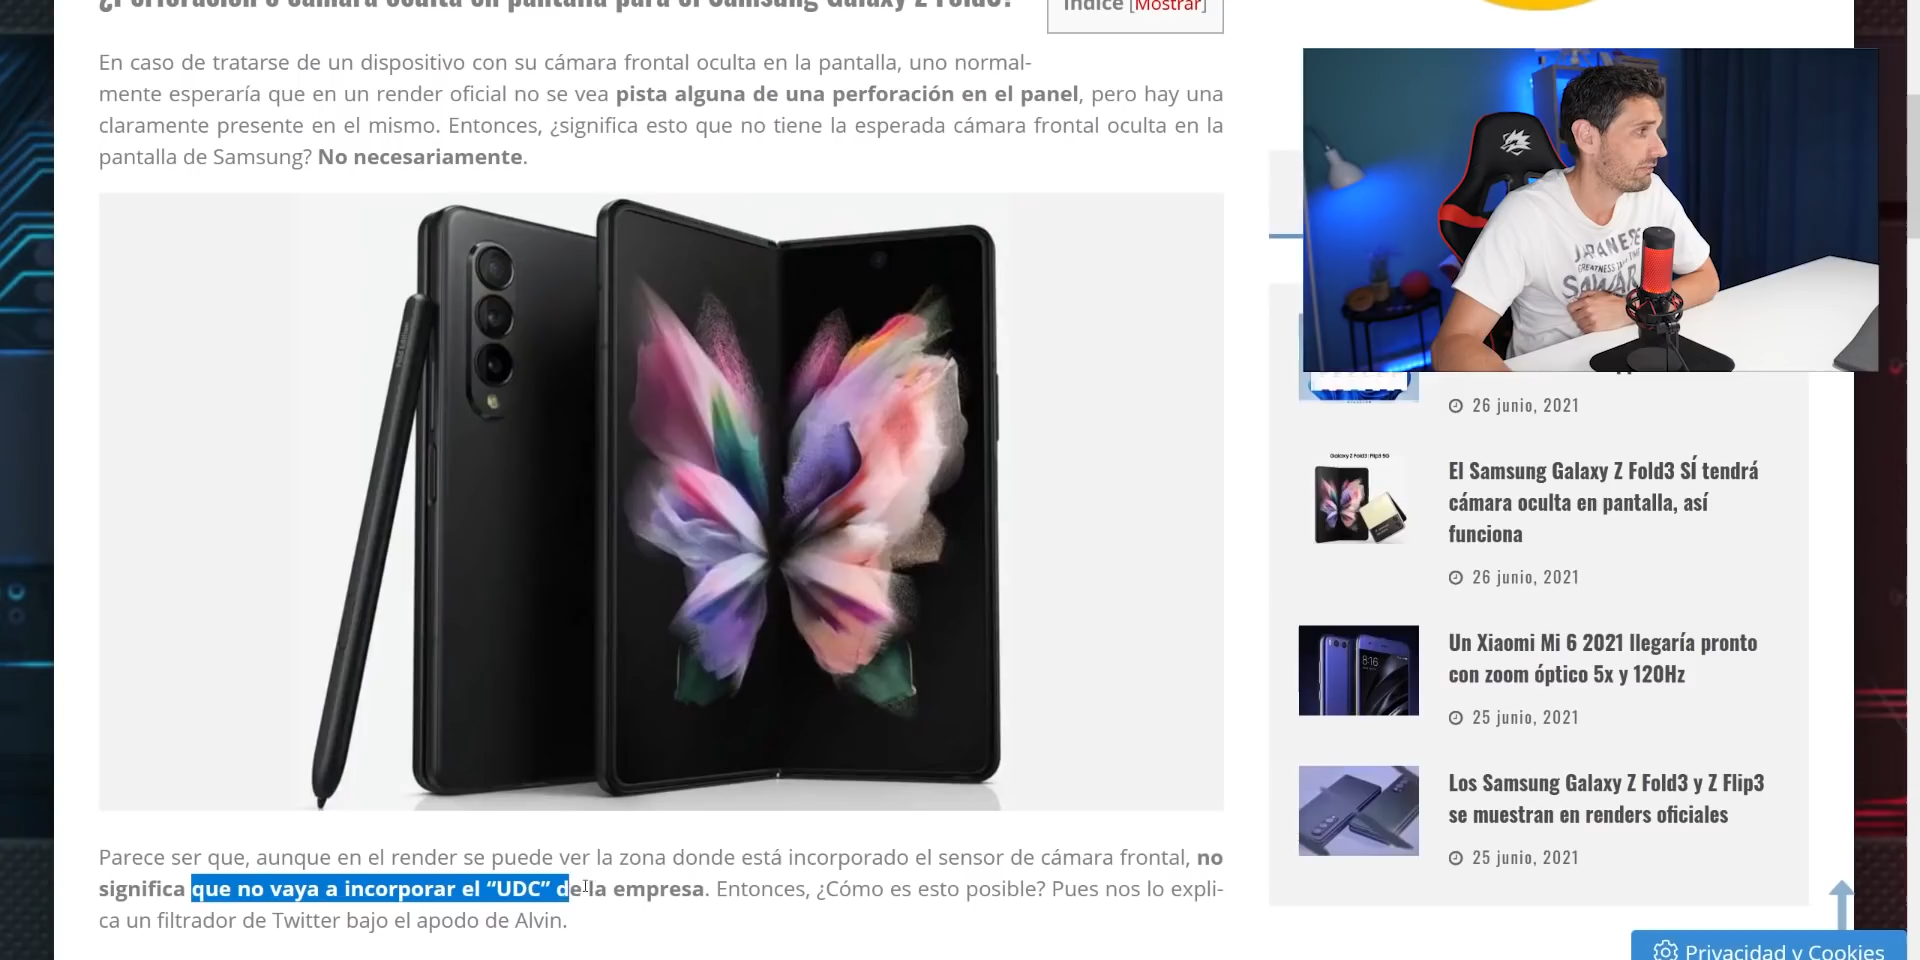 ¿Perforación o cámara oculta en pantalla para el Samsung Galaxy Z Fold3?
Índice [Mostrar]
En caso de tratarse de un dispositivo con su cámara frontal oculta en la pantalla, uno normal-
mente esperaría que en un render oficial no se vea pista alguna de una perforación en el panel, pero hay una
claramente presente en el mismo. Entonces, ¿significa esto que no tiene la esperada cámara frontal oculta en la
pantalla de Samsung? No necesariamente.
Parece ser que, aunque en el render se puede ver la zona donde está incorporado el sensor de cámara frontal, no
significa que no vaya a incorporar el “UDC” de la empresa. Entonces, ¿Cómo es esto posible? Pues nos lo expli-
ca un filtrador de Twitter bajo el apodo de Alvin.
JAPANESE
GREATNESS
26 junio, 2021
Galaxy Z Fold3 | Flip3 5G
El Samsung Galaxy Z Fold3 SÍ tendrá
cámara oculta en pantalla, así
funciona
26 junio, 2021
8:16
Un Xiaomi Mi 6 2021 llegaría pronto
con zoom óptico 5x y 120Hz
25 junio, 2021
Los Samsung Galaxy Z Fold3 y Z Flip3
se muestran en renders oficiales
25 junio, 2021
Privacidad y Cookies